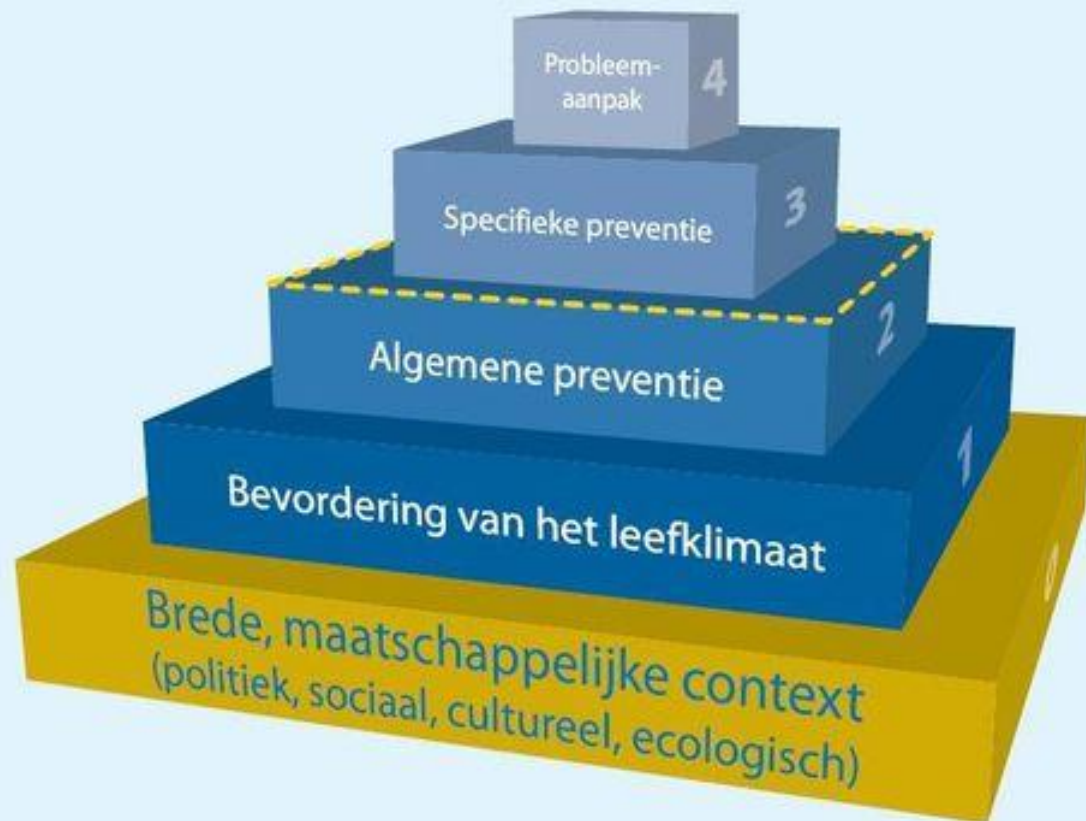 Probleem-
aanpak
4
Specifieke preventie
3
Algemene preventie
2
Bevordering van het leefklimaat
1
Brede, maatschappelijke context
(politiek, sociaal, cultureel, ecologisch)
0